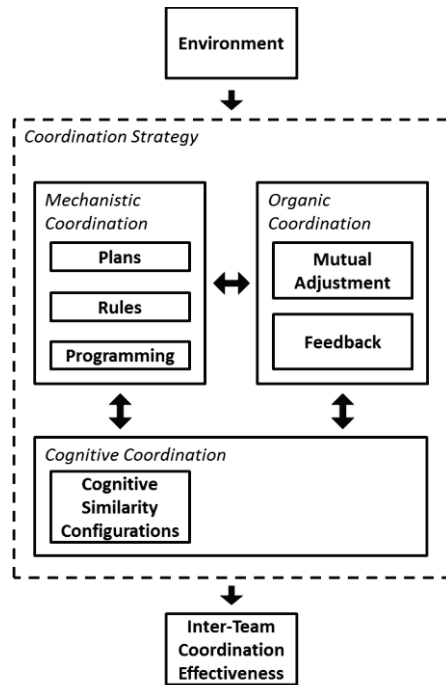 Environment
Coordination Strategy
Mechanistic
Coordination
Plans
Rules
Programming
Organic
Coordination
Mutual
Adjustment
Feedback
Cognitive Coordination
Cognitive
Similarity
Configurations
Inter-Team
Coordination
Effectiveness